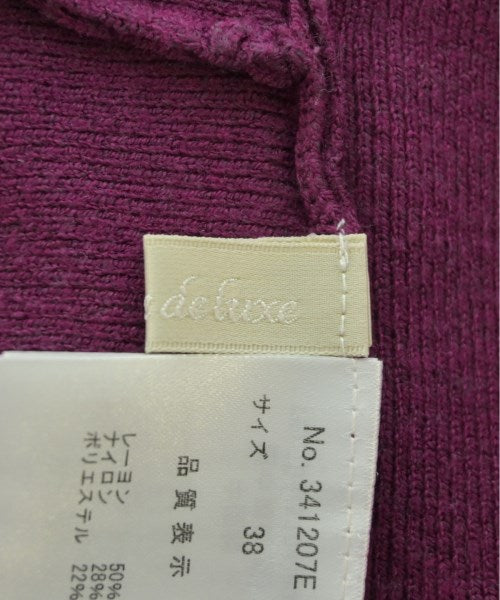 deluxe
No. 341207E
サイズ 38
品質表示
レーヨン 50%
ナイロン 28%
ポリエステル 22%